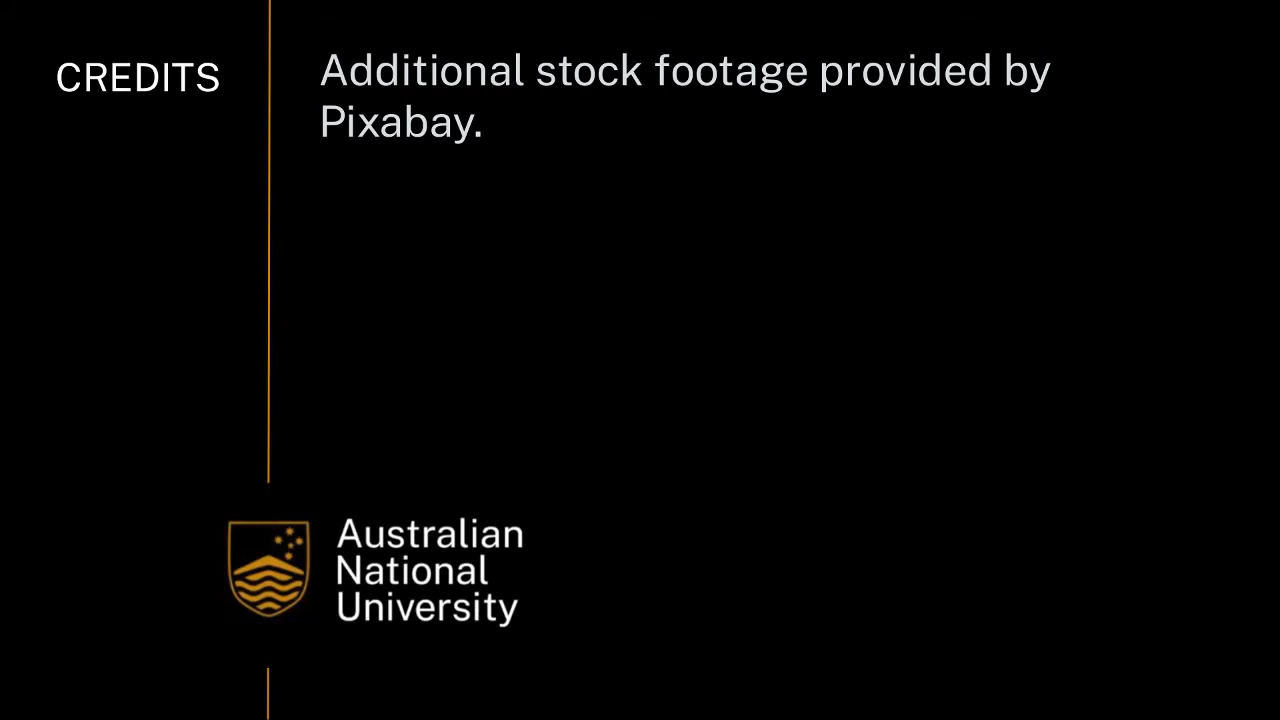 CREDITS
Additional stock footage provided by
Pixabay.
Australian
National
University